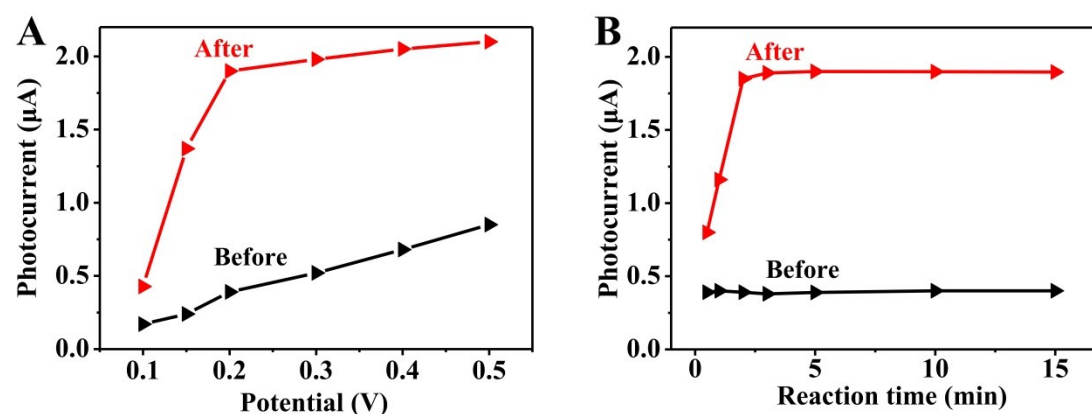 A
Photocurrent (μA)
2.0
1.5
1.0
0.5
0.0
After
Before
0.1 0.2 0.3 0.4 0.5
Potential (V)
B
Photocurrent (μA)
2.0
1.5
1.0
0.5
0.0
After
Before
0 5 10 15
Reaction time (min)